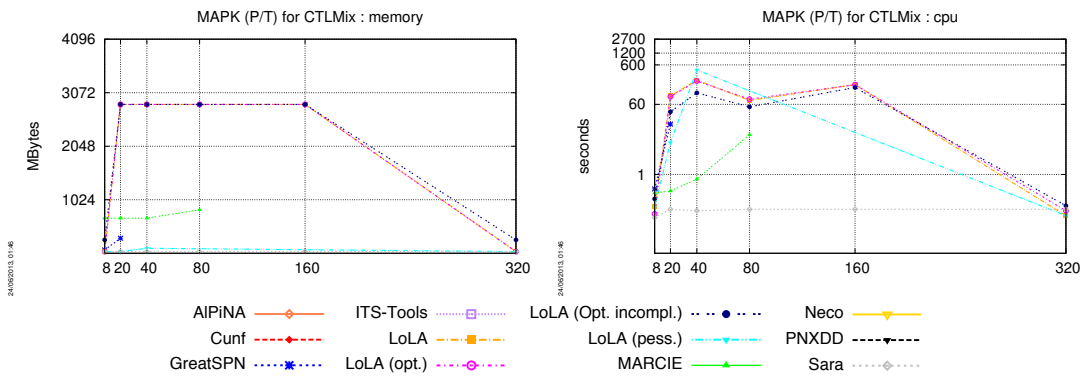 MAPK (P/T) for CTLMix : memory
4096
3072
2048
1024
MBytes
8 20 40 80 160 320
24/06/2013, 01:46
MAPK (P/T) for CTLMix : cpu
2700
1200
600
60
1
seconds
8 20 40 80 160 320
24/06/2013, 01:46
AlPiNA ITS-Tools LoLA (Opt. incompl.) Neco
Cunf LoLA LoLA (pess.) PNXDD
GreatSPN LoLA (opt.) MARCIE Sara